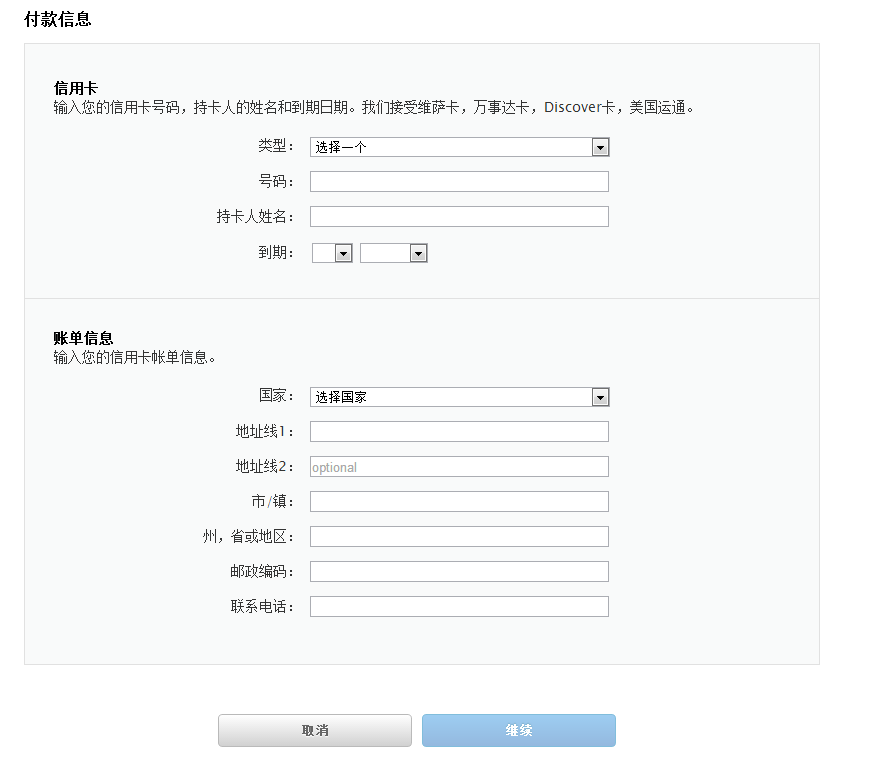 付款信息
信用卡
输入您的信用卡号码，持卡人的姓名和到期日期。我们接受维萨卡，万事达卡，Discover卡，美国运通。
类型： 选择一个
号码：
持卡人姓名：
到期：
账单信息
输入您的信用卡帐单信息。
国家： 选择国家
地址线1：
地址线2： optional
市/镇：
州，省或地区：
邮政编码：
联系电话：
取消 继续